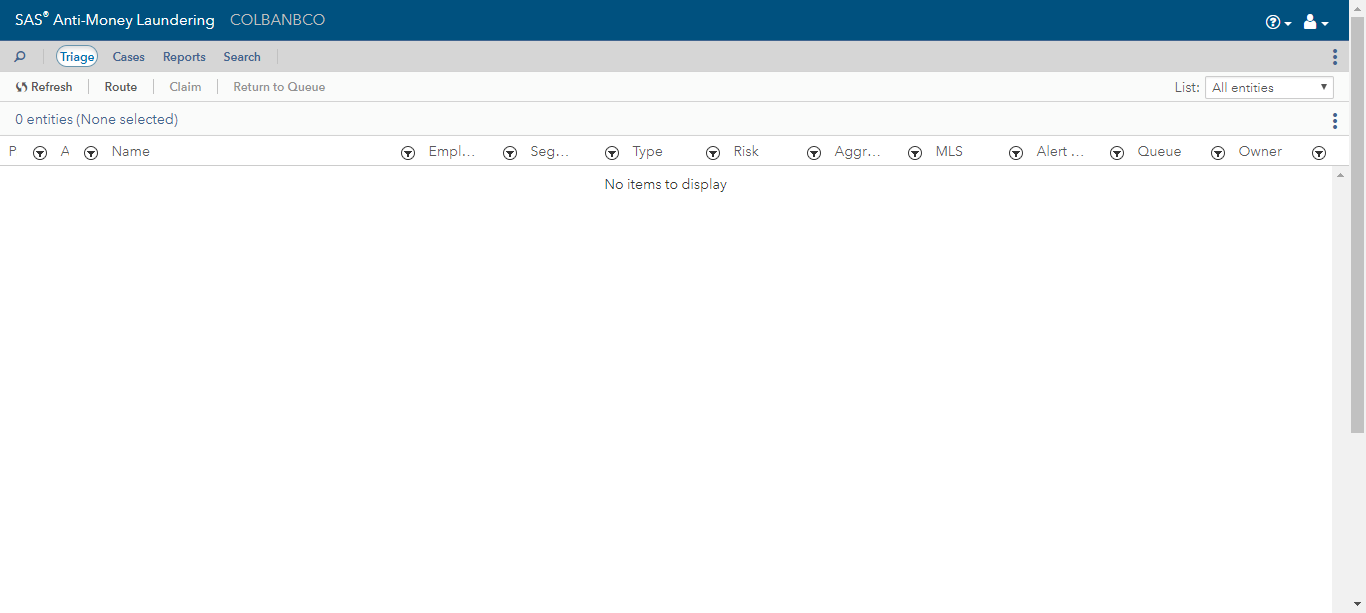 SAS® Anti-Money Laundering COLBANBCO
Triage Cases Reports Search
Refresh Route Claim Return to Queue List: All entities
0 entities (None selected)
P A Name Empl... Seg... Type Risk Aggr... MLS Alert ... Queue Owner
No items to display